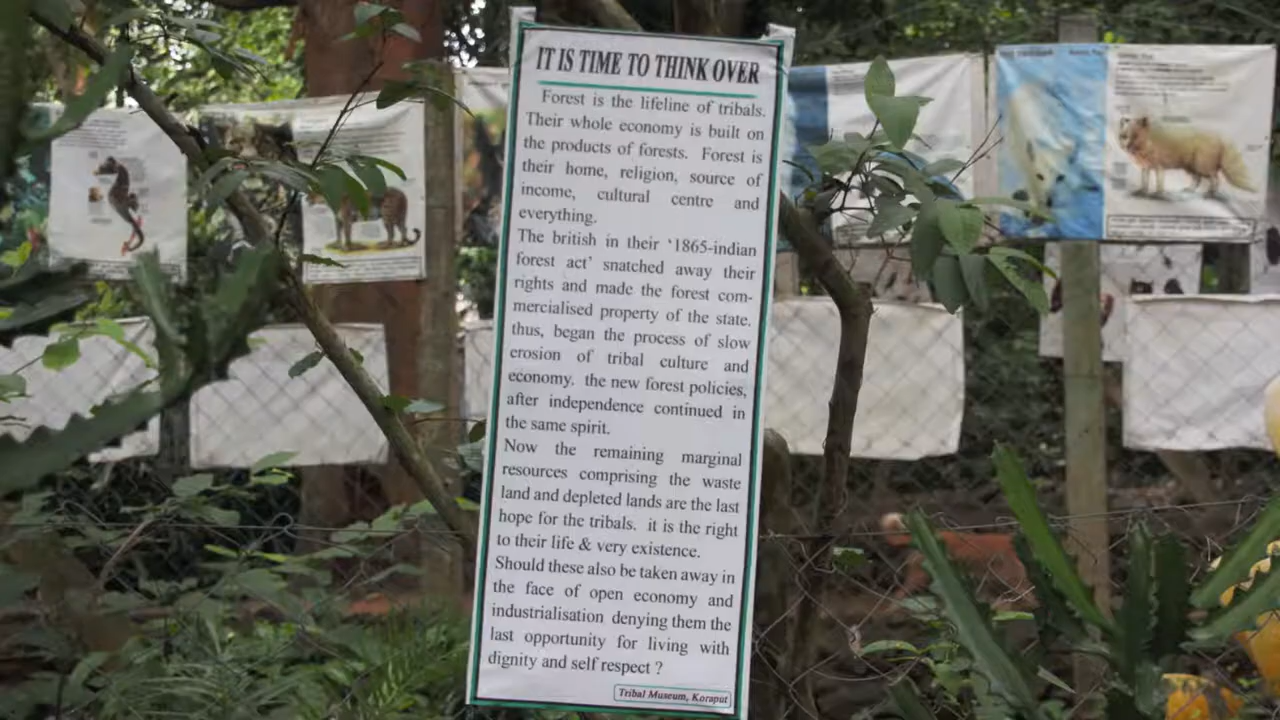 IT IS TIME TO THINK OVER
Forest is the lifeline of tribals.
Their whole economy is built on
the products of forests. Forest is
their home, religion, source of
income, cultural centre and
everything.
The british in their ‘1865-indian
forest act’ snatched away their
rights and made the forest com-
mercialised property of the state.
thus, began the process of slow
erosion of tribal culture and
economy. the new forest policies,
after independence continued in
the same spirit.
Now the remaining marginal
resources comprising the waste
land and depleted lands are the last
hope for the tribals. it is the right
to their life & very existence.
Should these also be taken away in
the face of open economy and
industrialisation denying them the
last opportunity for living with
dignity and self respect ?
Tribal Museum, Koraput